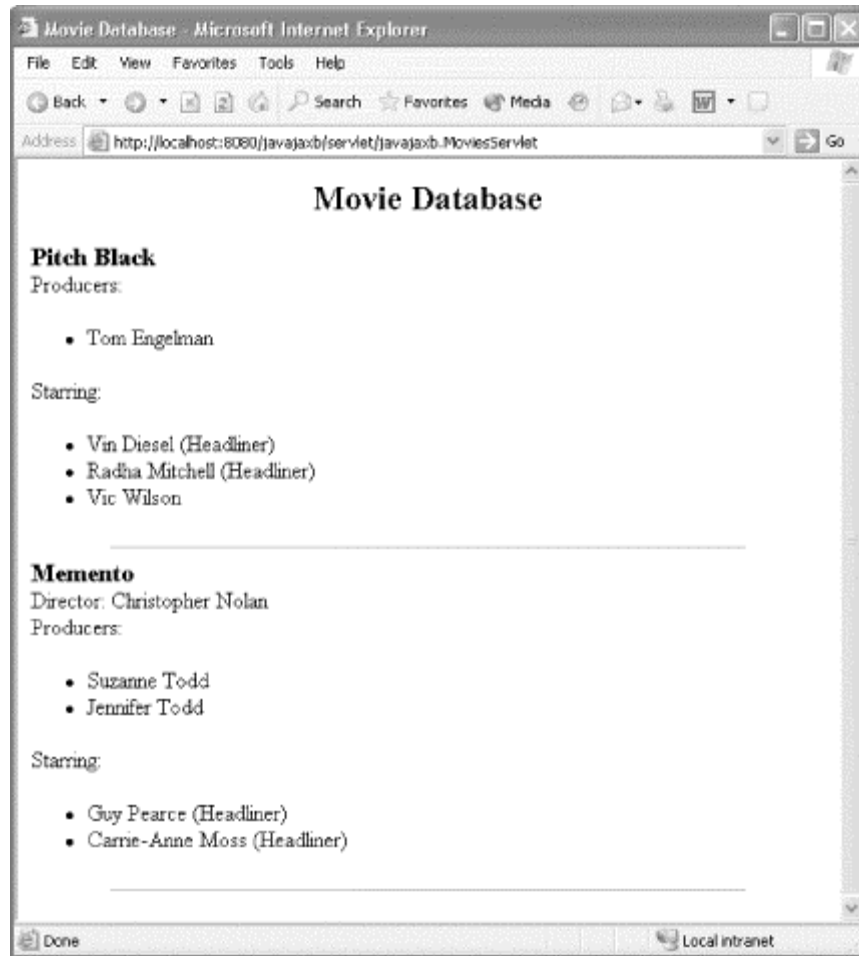 Movie Database - Microsoft Internet Explorer
File Edit View Favorites Tools Help
Back Search Favorites Media
Address http://localhost:8080/javajaxb/servlet/javajaxb.MoviesServlet Go
Movie Database
Pitch Black
Producers:
• Tom Engelman
Starring:
• Vin Diesel (Headliner)
• Radha Mitchell (Headliner)
• Vic Wilson
Memento
Director: Christopher Nolan
Producers:
• Suzanne Todd
• Jennifer Todd
Starring:
• Guy Pearce (Headliner)
• Carrie-Anne Moss (Headliner)
Done Local intranet